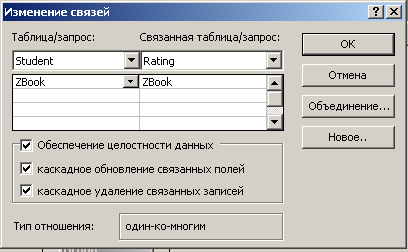 Изменение связей
Таблица/запрос: Связанная таблица/запрос:
Student Rating
ZBook ZBook
ОК
Отмена
Объединение...
Новое..
Обеспечение целостности данных
каскадное обновление связанных полей
каскадное удаление связанных записей
Тип отношения: один-ко-многим